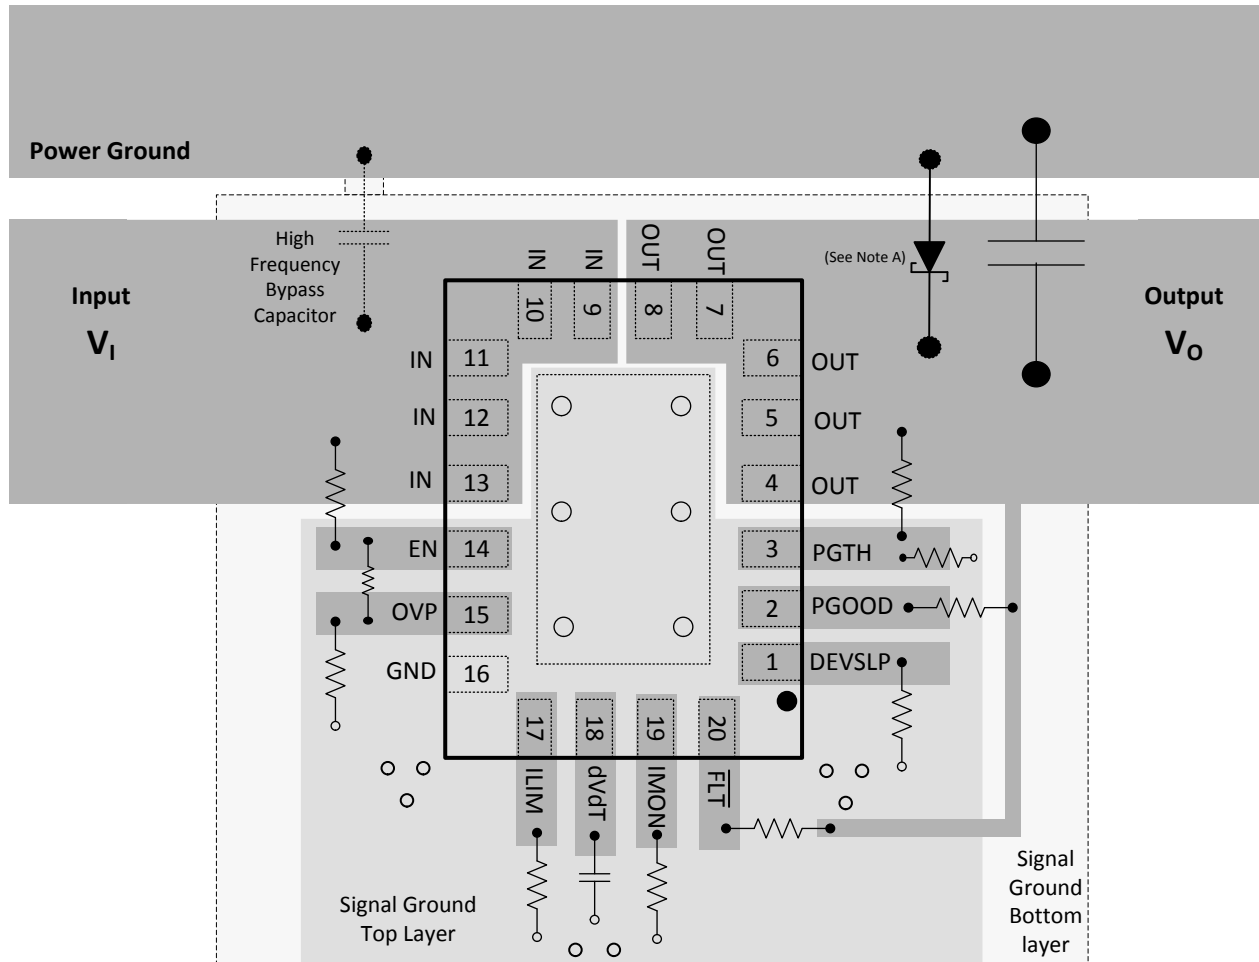 Power Ground
High
Frequency
Bypass
Capacitor
Input
VI
IN
IN
OUT
OUT
10
9
8
7
(See Note A)
Output
VO
IN
11
6
OUT
IN
12
5
OUT
IN
13
4
OUT
EN
14
3
PGTH
OVP
15
2
PGOOD
GND
16
1
DEVSLP
17
18
19
20
ILIM
dVdT
IMON
FLT
Signal Ground
Top Layer
Signal
Ground
Bottom
layer